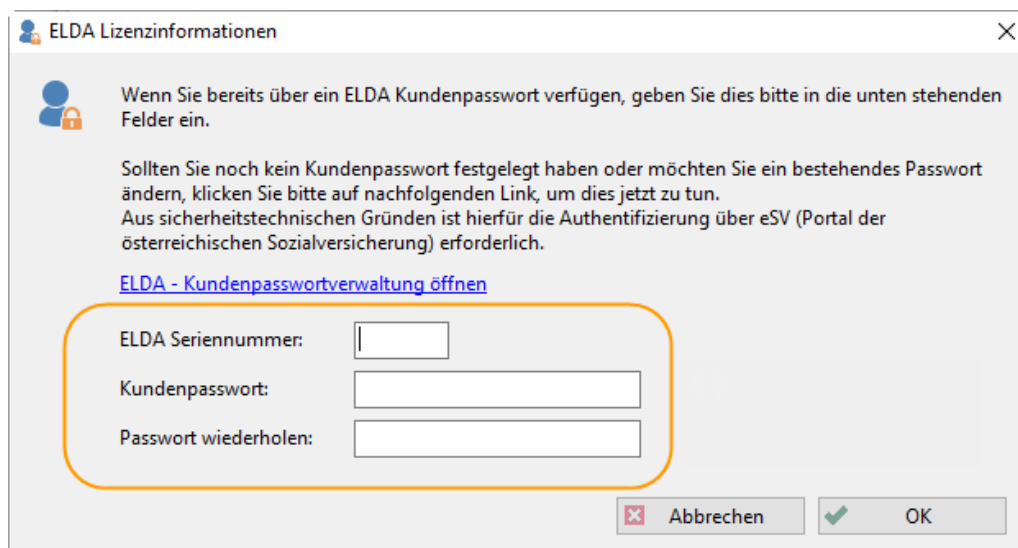 ELDA Lizenzinformationen
Wenn Sie bereits über ein ELDA Kundenpasswort verfügen, geben Sie dies bitte in die unten stehenden
Felder ein.
Sollten Sie noch kein Kundenpasswort festgelegt haben oder möchten Sie ein bestehendes Passwort
ändern, klicken Sie bitte auf nachfolgenden Link, um dies jetzt zu tun.
Aus sicherheitstechnischen Gründen ist hierfür die Authentifizierung über eSV (Portal der
österreichischen Sozialversicherung) erforderlich.
ELDA - Kundenpasswortverwaltung öffnen
ELDA Seriennummer:
Kundenpasswort:
Passwort wiederholen:
Abbrechen OK